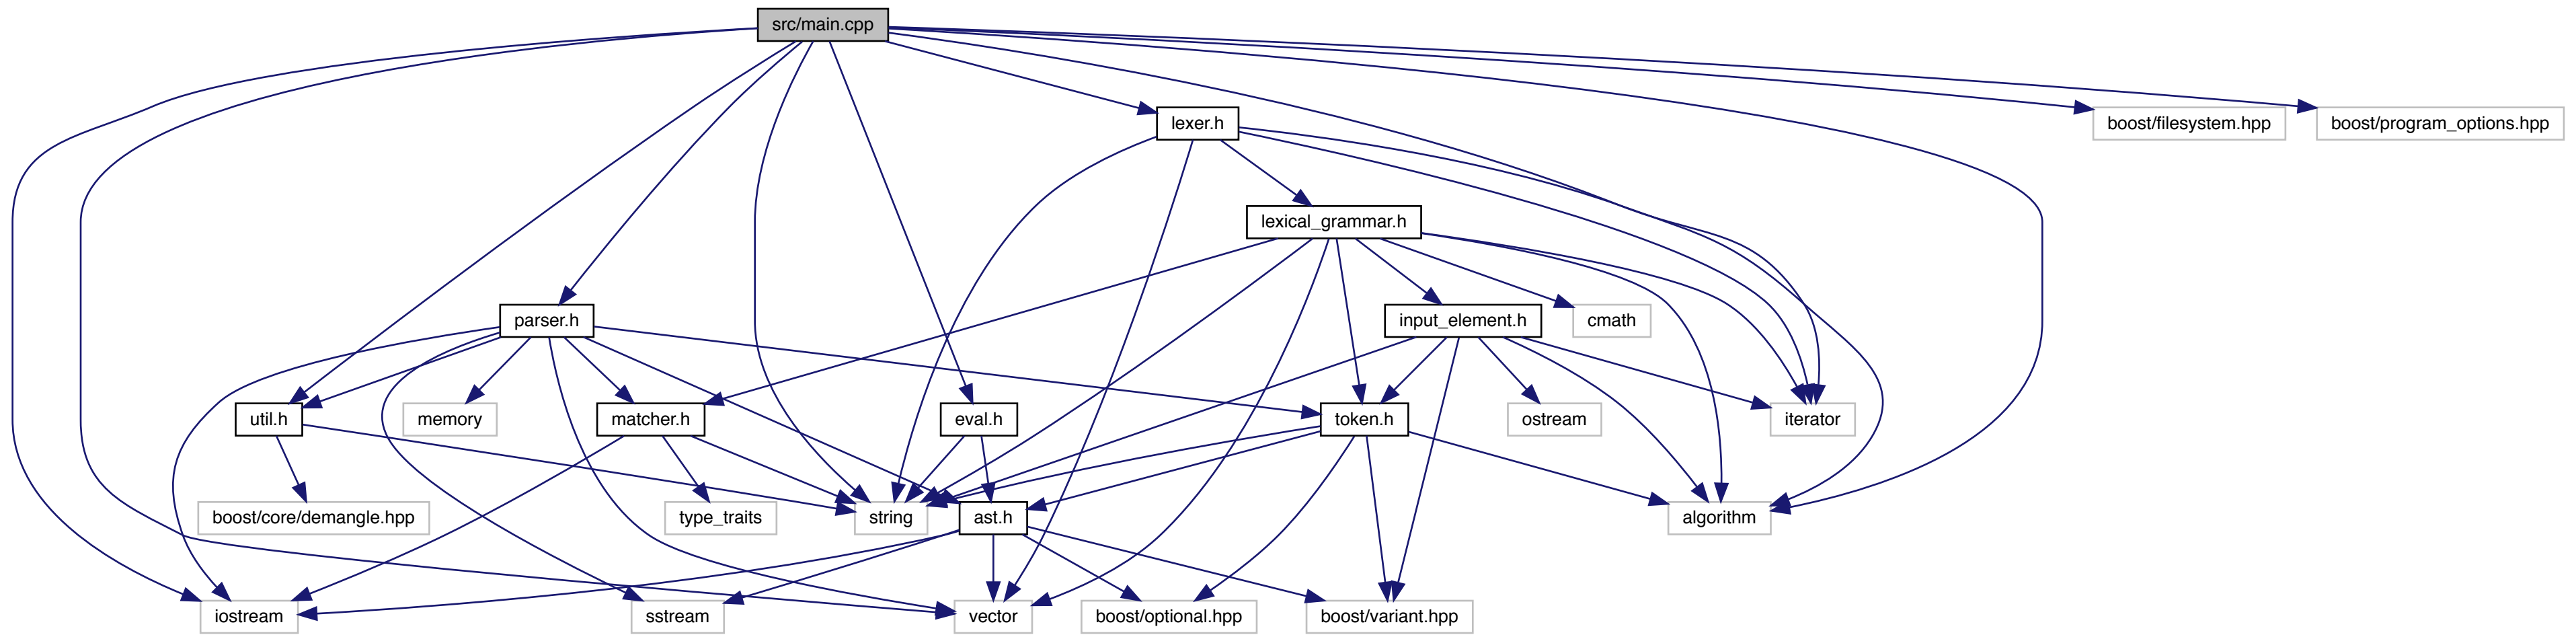 src/main.cpp
lexer.h
boost/filesystem.hpp
boost/program_options.hpp
lexical_grammar.h
parser.h
input_element.h
cmath
util.h
memory
matcher.h
eval.h
token.h
ostream
iterator
boost/core/demangle.hpp
type_traits
string
ast.h
algorithm
iostream
sstream
vector
boost/optional.hpp
boost/variant.hpp